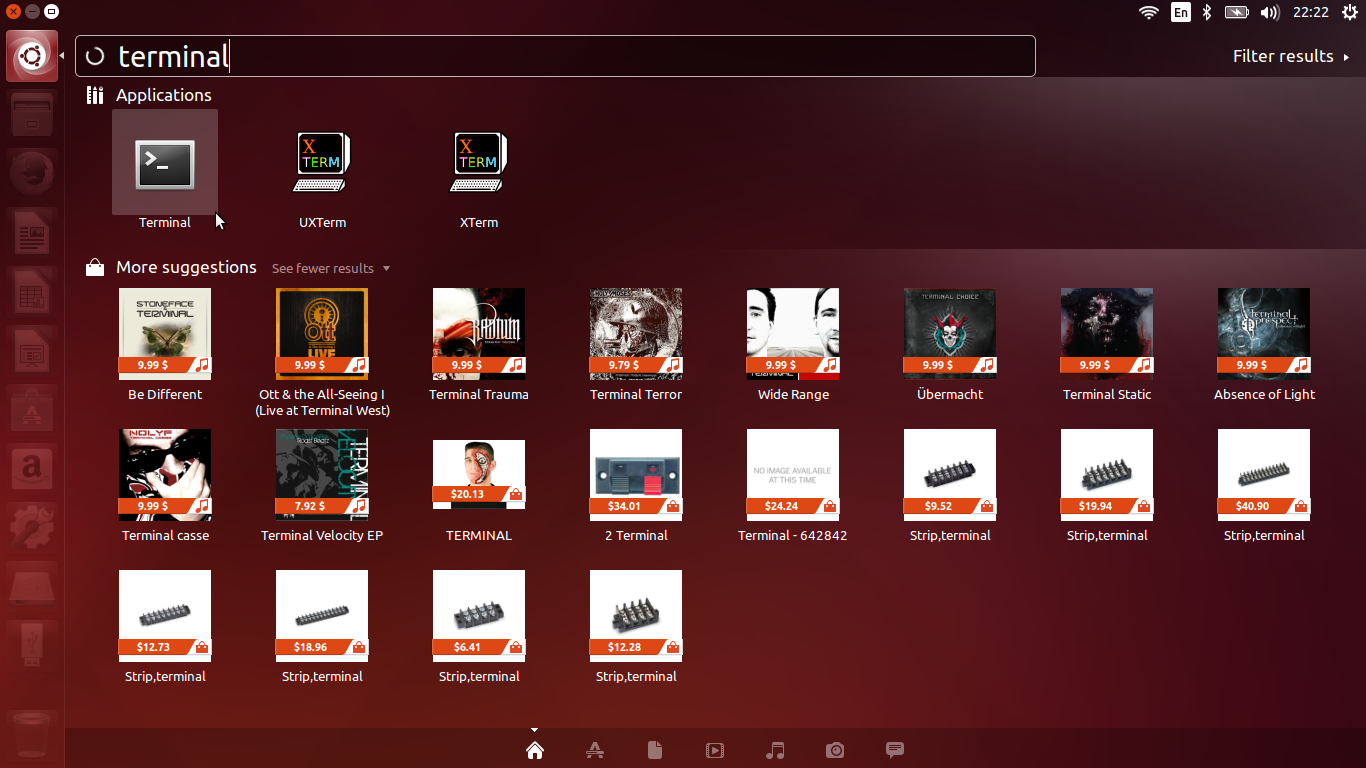 En
22:22
terminal
Filter results
Applications
X
TERM
X
TERM
Terminal
UXTerm
XTerm
More suggestions
See fewer results
STONEFACE
TERMINAL
Ott
LIVE
RADIUM
TERMINAL CHOICE
Terminal
prospect
9.99 $
9.99 $
9.99 $
9.79 $
9.99 $
9.99 $
9.99 $
9.99 $
Be Different
Ott & the All-Seeing I
(Live at Terminal West)
Terminal Trauma
Terminal Terror
Wide Range
Übermacht
Terminal Static
Absence of Light
NOLYF
TERMINAL CASSE
NO IMAGE AVAILABLE
AT THIS TIME
9.99 $
7.92 $
$20.13
$34.01
$24.24
$9.52
$19.94
$40.90
Terminal casse
Terminal Velocity EP
TERMINAL
2 Terminal
Terminal - 642842
Strip,terminal
Strip,terminal
Strip,terminal
$12.73
$18.96
$6.41
$12.28
Strip,terminal
Strip,terminal
Strip,terminal
Strip,terminal